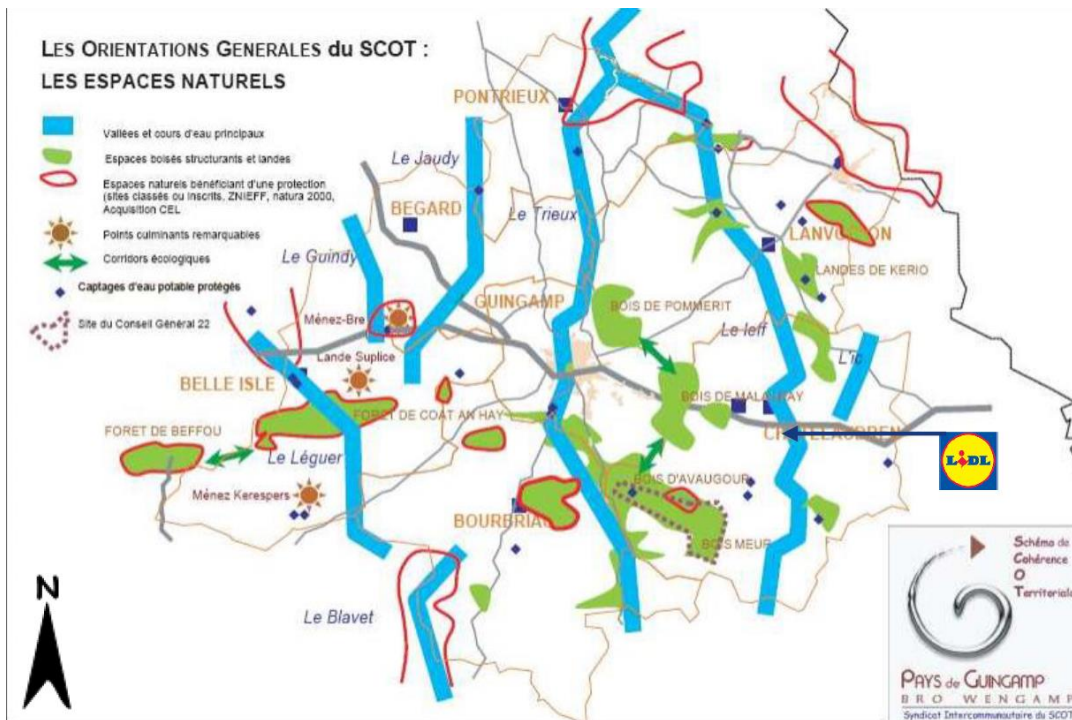 LES ORIENTATIONS GENERALES du SCOT :
LES ESPACES NATURELS
Vallées et cours d'eau principaux
Espaces boisés structurants et landes
Espaces naturels bénéficiant d'une protection
(sites classés ou inscrits, ZNIEFF, natura 2000,
Acquisition CEL
Points culminants remarquables
Corridors écologiques
Captages d'eau potable protégés
Site du Conseil Général 22
PONTRIEUX
Le Jaudy
BEGARD
Le Trieux
Le Guindy
LANVOLLON
LANDES DE KERIO
GUINGAMP
BOIS DE POMMERIT
Ménez-Bre
Le leff
L'ic
Lande Suplice
BELLE ISLE
BOIS DE MALAUNAY
FORET DE COAT AN HAY
FORET DE BEFFOU
CHATELAUDREN
LIDL
Le Léguer
BOIS D'AVAUGOUR
Ménez Kerespers
BOURBRIAC
BOIS MEUR
Le Blavet
N
Schéma de
Cohérence
O
Territoriale
PAYS de GUINGAMP
BRO WENGAMP
Syndicat Intercommunautaire du SCOT